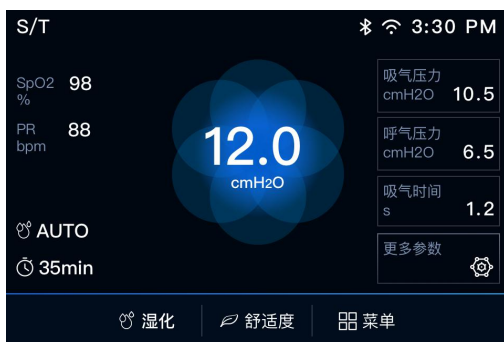 S/T
3:30 PM
SpO2 98
%
PR 88
bpm
12.0
cmH2O
吸气压力
cmH2O 10.5
呼气压力
cmH2O 6.5
吸气时间
s 1.2
更多参数
AUTO
35min
湿化
舒适度
菜单